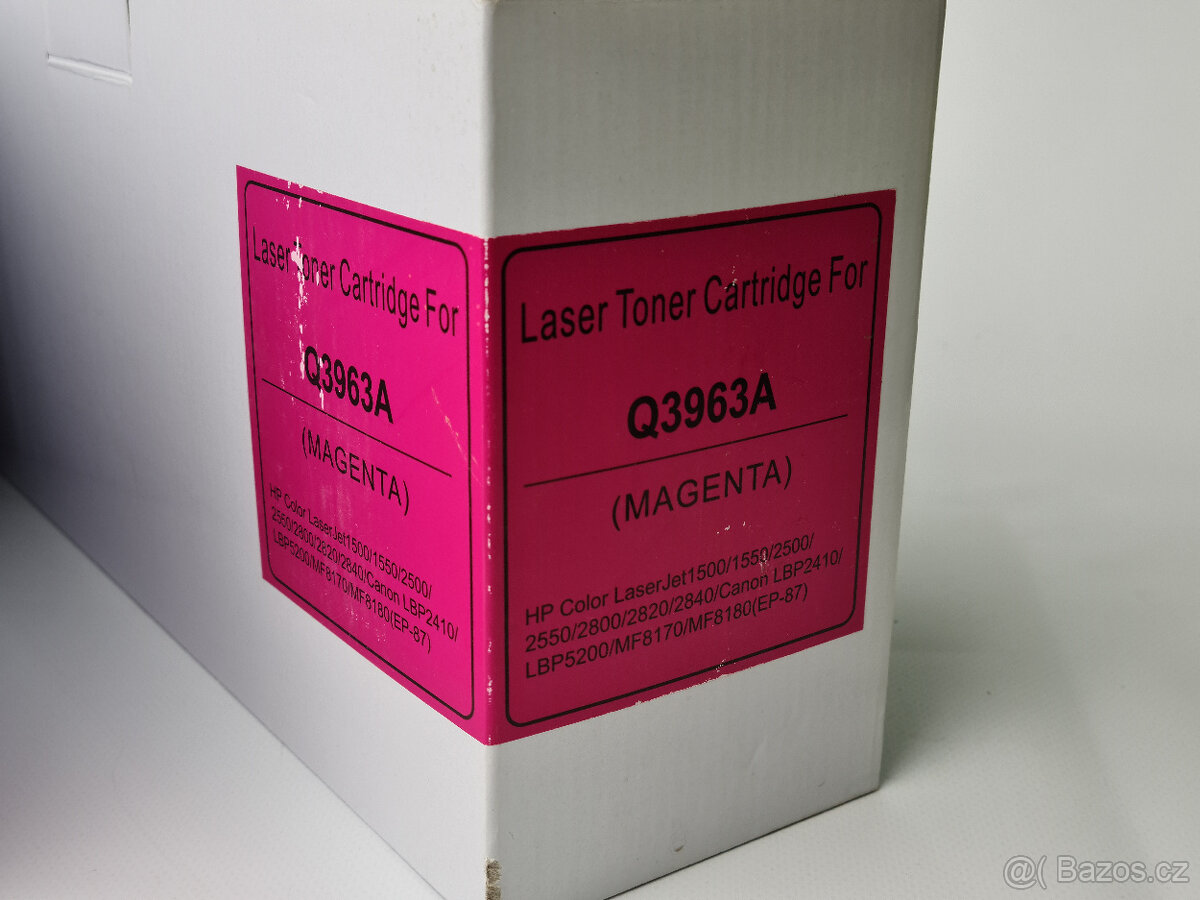 Laser Toner Cartridge For
Q3963A
(MAGENTA)
HP Color LaserJet1500/1550/2500/
2550/2800/2820/2840/Canon LBP2410/
LBP5200/MF8170/MF8180(EP-87)
Laser Toner Cartridge For
Q3963A
(MAGENTA)
HP Color LaserJet1500/1550/2500/
2550/2800/2820/2840/Canon LBP2410/
LBP5200/MF8170/MF8180(EP-87)
@( Bazos.cz